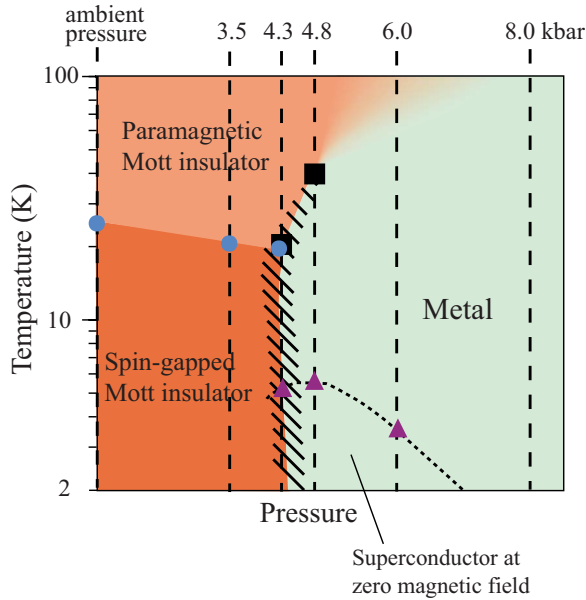 ambient
pressure 3.5 4.3 4.8 6.0 8.0 kbar
100
Paramagnetic
Mott insulator
Temperature (K)
10
Metal
Spin-gapped
Mott insulator
2
Pressure
Superconductor at
zero magnetic field